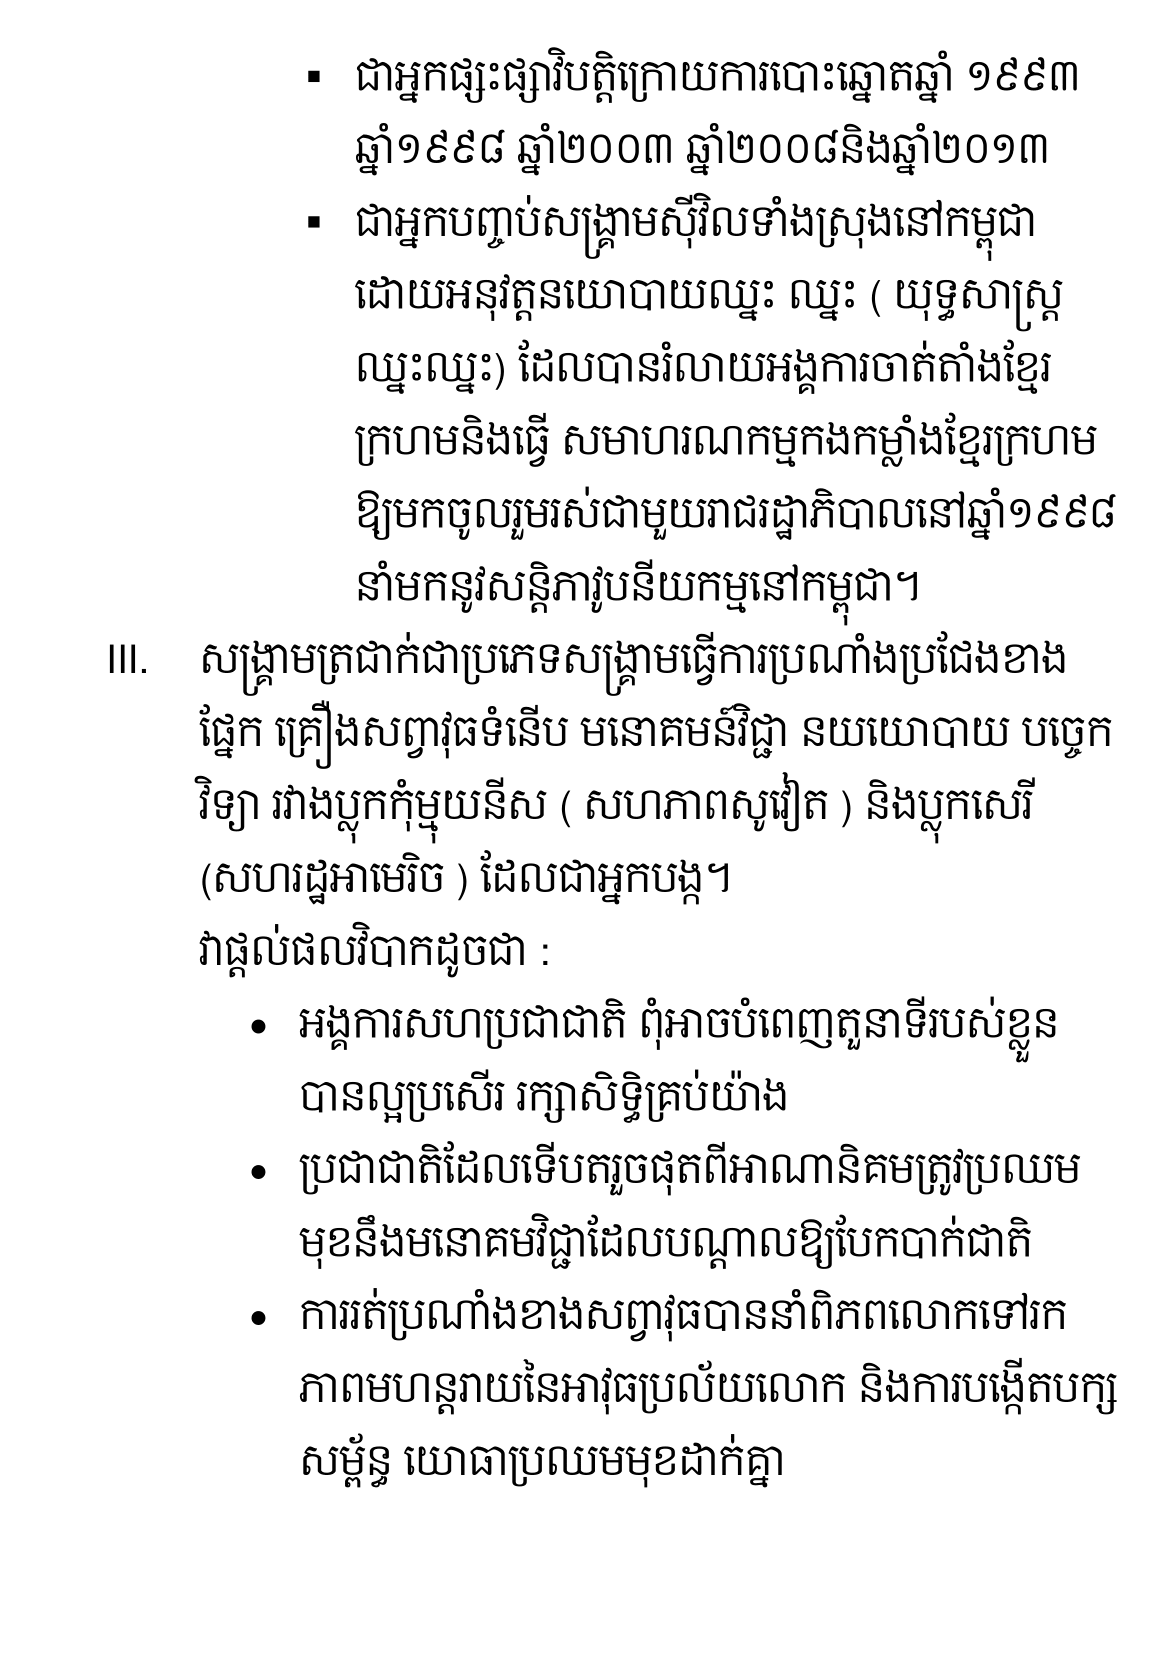 ▪ ជាអ្នកផ្សះផ្សាវិបត្តិក្រោយការបោះឆ្នោតឆ្នាំ ១៩៩៣
ឆ្នាំ១៩៩៨ ឆ្នាំ២០០៣ ឆ្នាំ២០០៨និងឆ្នាំ២០១៣
▪ ជាអ្នកបញ្ចប់សង្គ្រាមស៊ីវិលទាំងស្រុងនៅកម្ពុជា
ដោយអនុវត្តនយោបាយឈ្នះ ឈ្នះ ( យុទ្ធសាស្ត្រ
ឈ្នះឈ្នះ) ដែលបានរំលាយអង្គការចាត់តាំងខ្មែរ
ក្រហមនិងធ្វើ សមាហរណកម្មកងកម្លាំងខ្មែរក្រហម
ឱ្យមកចូលរួមរស់ជាមួយរាជរដ្ឋាភិបាលនៅឆ្នាំ១៩៩៨
នាំមកនូវសន្តិភាវូបនីយកម្មនៅកម្ពុជា។
III. សង្គ្រាមត្រជាក់ជាប្រភេទសង្គ្រាមធ្វើការប្រណាំងប្រជែងខាង
ផ្នែក គ្រឿងសព្វាវុធទំនើប មនោគមន៍វិជ្ជា នយយោបាយ បច្ចេក
វិទ្យា រវាងប្លុកកុំម្មុយនីស ( សហភាពសូវៀត ) និងប្លុកសេរី
(សហរដ្ឋអាមេរិច ) ដែលជាអ្នកបង្ក។
វាផ្តល់ផលវិបាកដូចជា :
• អង្គការសហប្រជាជាតិ ពុំអាចបំពេញតួនាទីរបស់ខ្លួន
បានល្អប្រសើរ រក្សាសិទ្ធិគ្រប់យ៉ាង
• ប្រជាជាតិដែលទើបតរួចផុតពីអាណានិគមត្រូវប្រឈម
មុខនឹងមនោគមវិជ្ជាដែលបណ្តាលឱ្យបែកបាក់ជាតិ
• ការរត់ប្រណាំងខាងសព្វាវុធបាននាំពិភពលោកទៅរក
ភាពមហន្តរាយនៃអាវុធប្រល័យលោក និងការបង្កើតបក្ស
សម្ព័ន្ធ យោធាប្រឈមមុខដាក់គ្នា